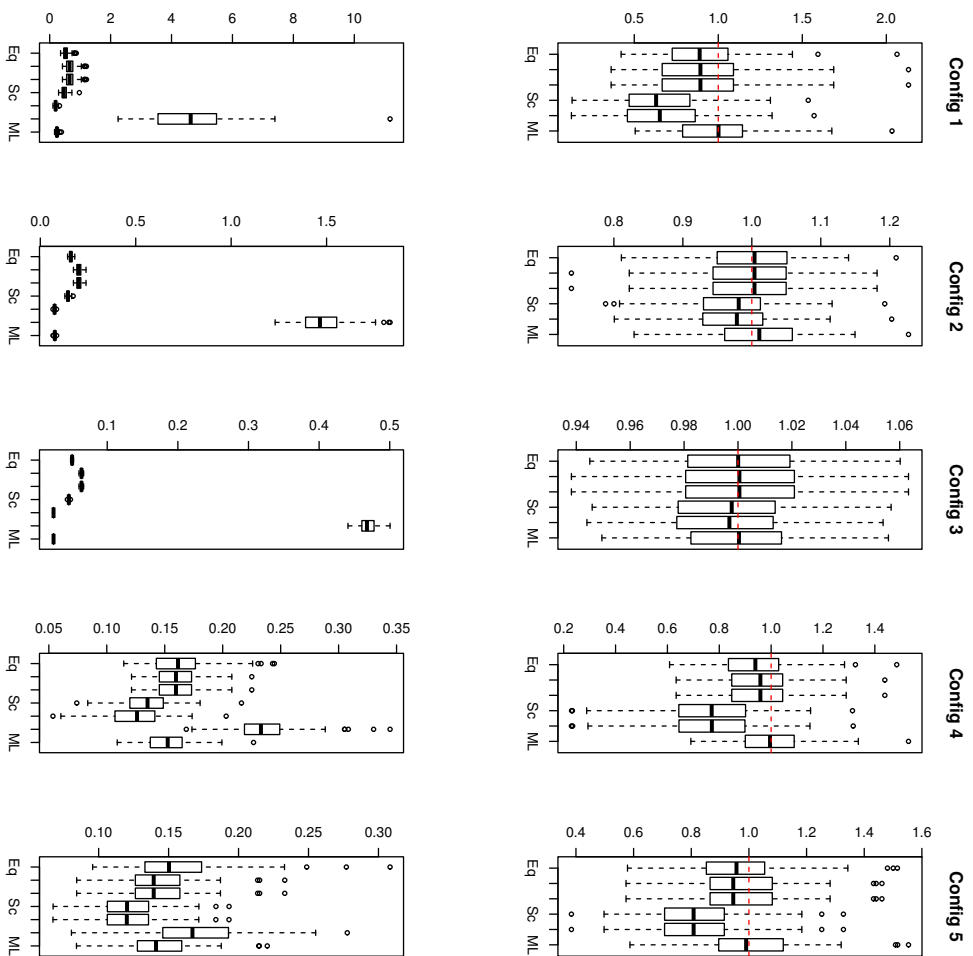 Config 1
0.5 1.0 1.5 2.0
Eq Sc ML
Config 2
0.8 0.9 1.0 1.1 1.2
Eq Sc ML
Config 3
0.94 0.96 0.98 1.00 1.02 1.04 1.06
Eq Sc ML
Config 4
0.2 0.4 0.6 0.8 1.0 1.2 1.4
Eq Sc ML
Config 5
0.4 0.6 0.8 1.0 1.2 1.4 1.6
Eq Sc ML
0 2 4 6 8 10
Eq Sc ML
0.0 0.5 1.0 1.5
Eq Sc ML
0.1 0.2 0.3 0.4 0.5
Eq Sc ML
0.05 0.10 0.15 0.20 0.25 0.30 0.35
Eq Sc ML
0.10 0.15 0.20 0.25 0.30
Eq Sc ML